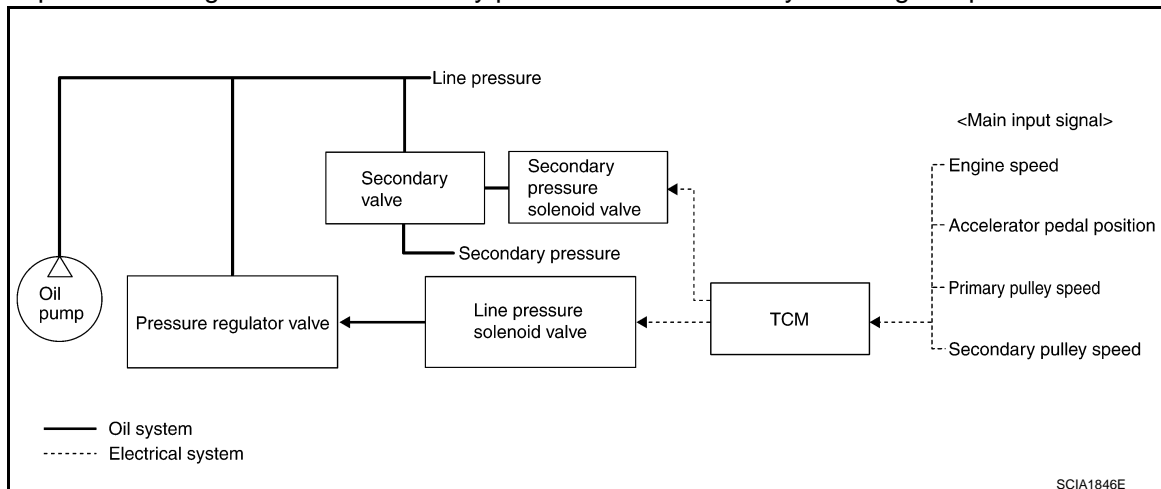 Line pressure
<Main input signal>
Secondary
valve
Secondary
pressure
solenoid valve
Engine speed
Accelerator pedal position
Secondary pressure
Oil
pump
Pressure regulator valve
Line pressure
solenoid valve
TCM
Primary pulley speed
Secondary pulley speed
Oil system
Electrical system
SCIA1846E